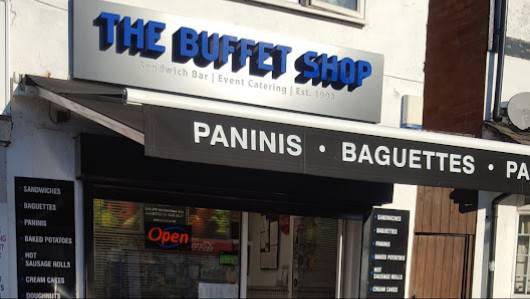 THE BUFFET SHOP
Sandwich Bar | Event Catering | Est.
PANINIS • BAGUETTES • PA
SANDWICHES
BAGUETTES
PANINIS
BAKED POTATOES
HOT
SAUSAGE ROLLS
CREAM CAKES
DOUGHNUTS
Open
SANDWICHES
BAGUETTES
PANINIS
BAKED POTATOES
HOT
SAUSAGE ROLLS
CREAM CAKES